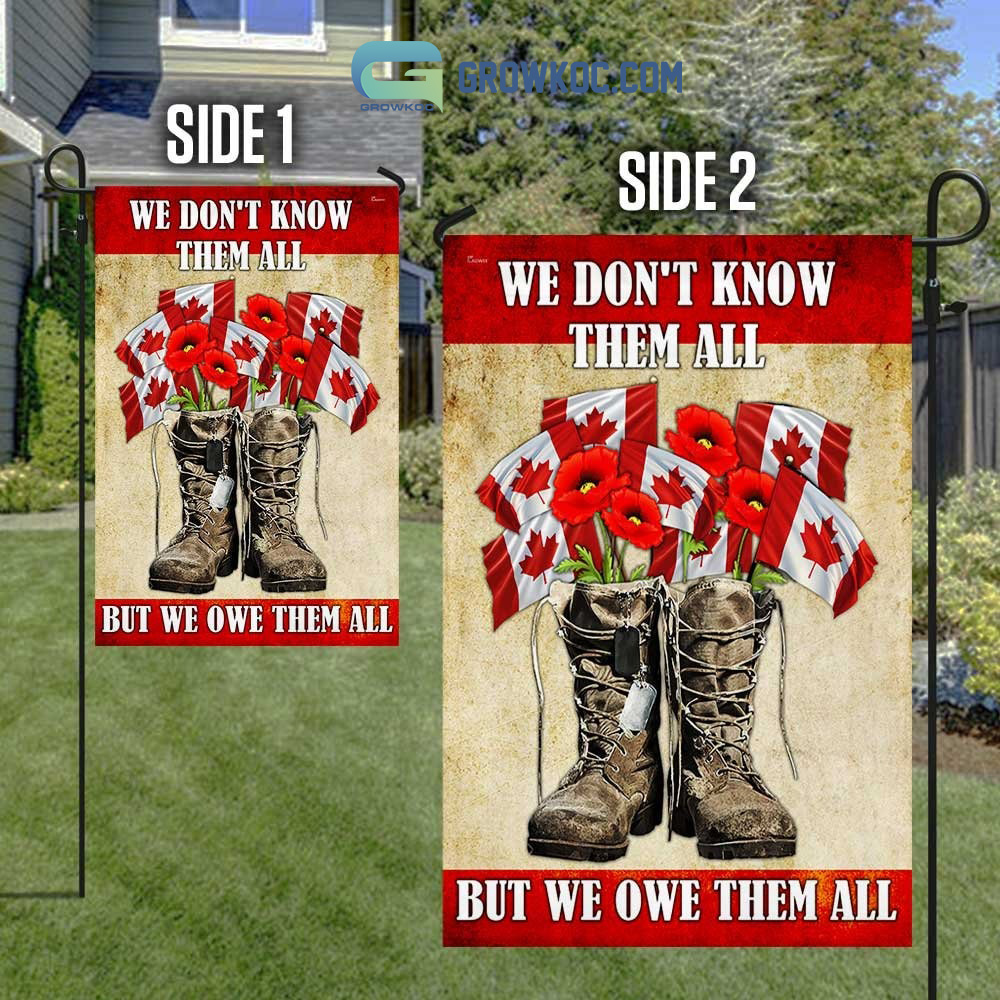 GROWKOC.COM
GROWKOC
SIDE 1
WE DON'T KNOW
THEM ALL
BUT WE OWE THEM ALL
SIDE 2
WE DON'T KNOW
THEM ALL
BUT WE OWE THEM ALL